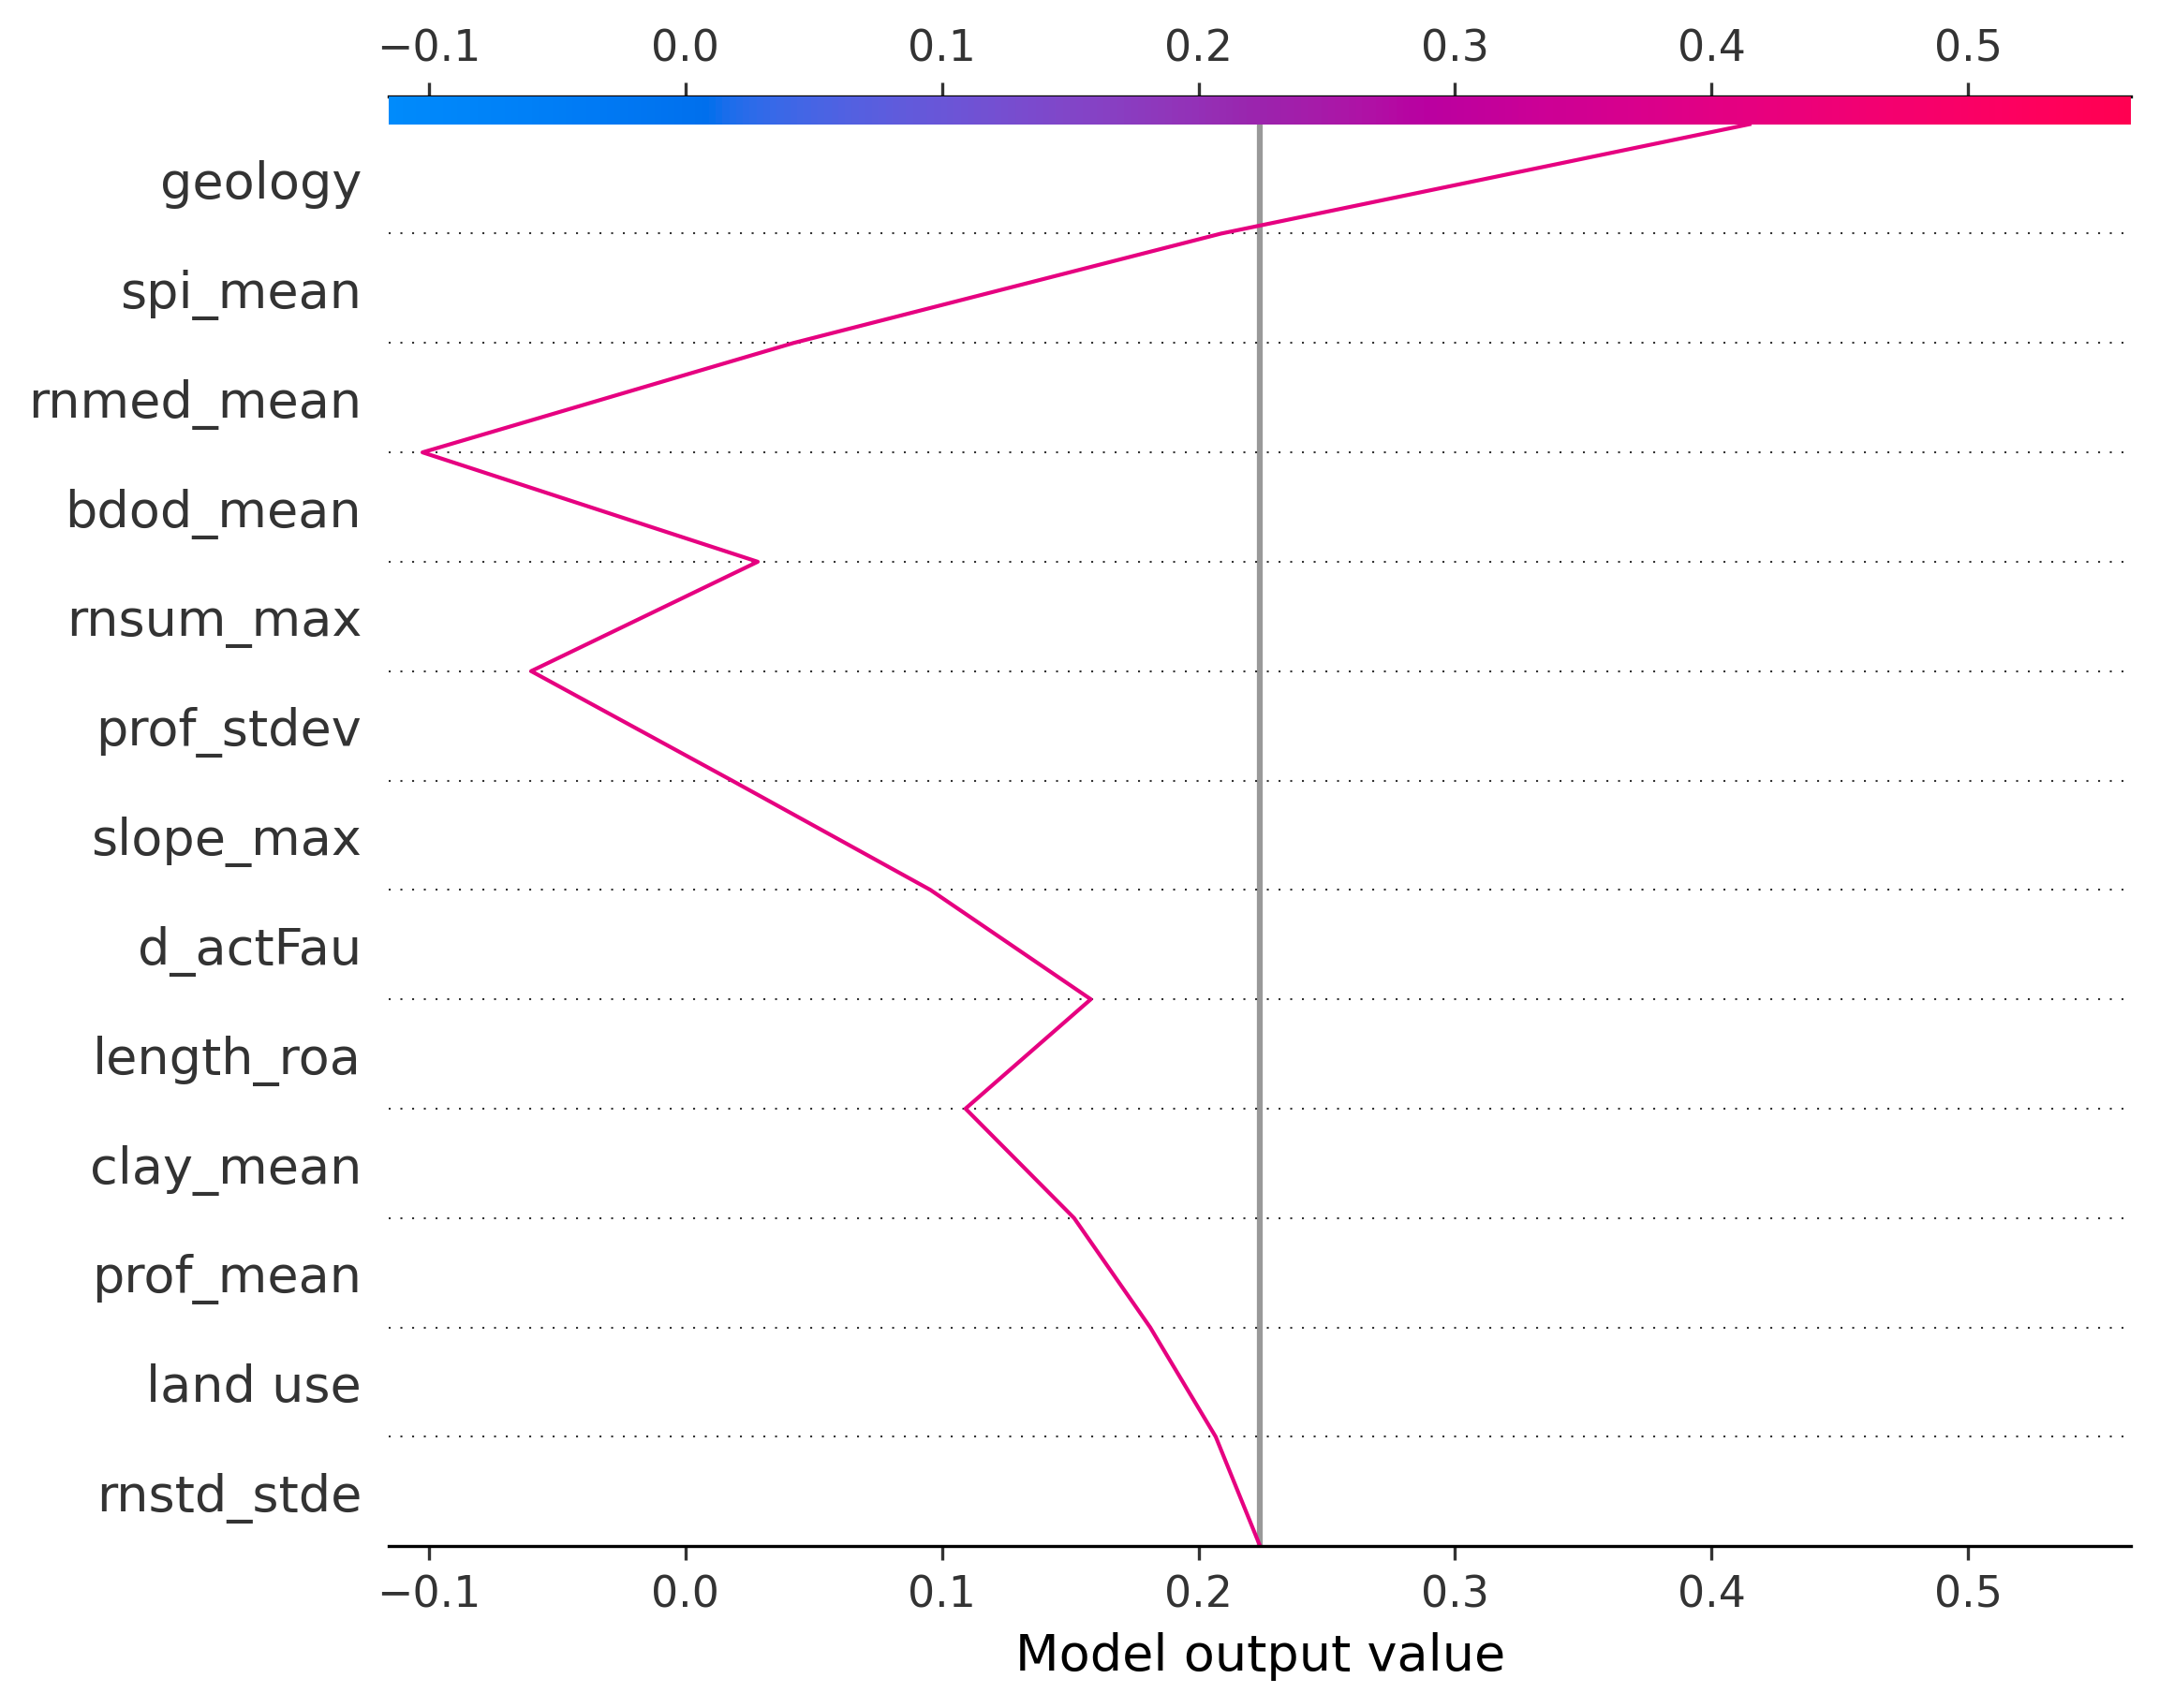 −0.1 0.0 0.1 0.2 0.3 0.4 0.5
geology
spi_mean
rnmed_mean
bdod_mean
rnsum_max
prof_stdev
slope_max
d_actFau
length_roa
clay_mean
prof_mean
land use
rnstd_stde
−0.1 0.0 0.1 0.2 0.3 0.4 0.5
Model output value